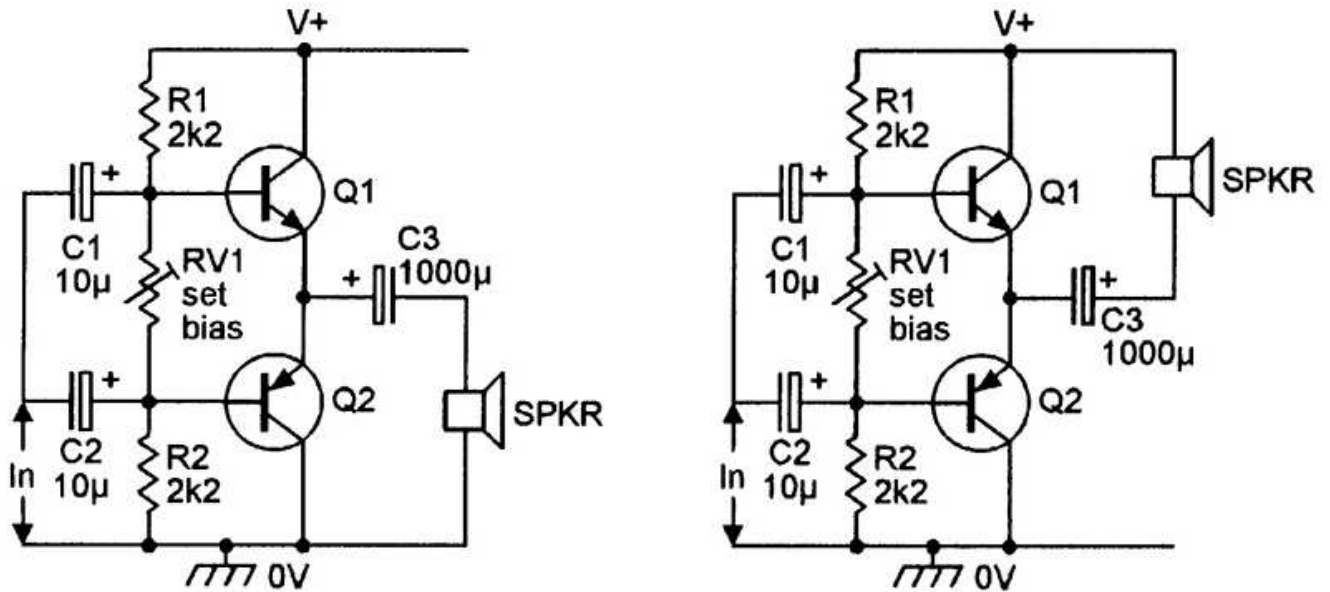 V+
R1
2k2
+
Q1
C1
10µ
RV1
set
bias
C3
1000µ
+
+
Q2
SPKR
C2
10µ
R2
2k2
In
0V
V+
R1
2k2
SPKR
+
Q1
C1
10µ
RV1
set
bias
+
C3
1000µ
+
Q2
C2
10µ
R2
2k2
In
0V